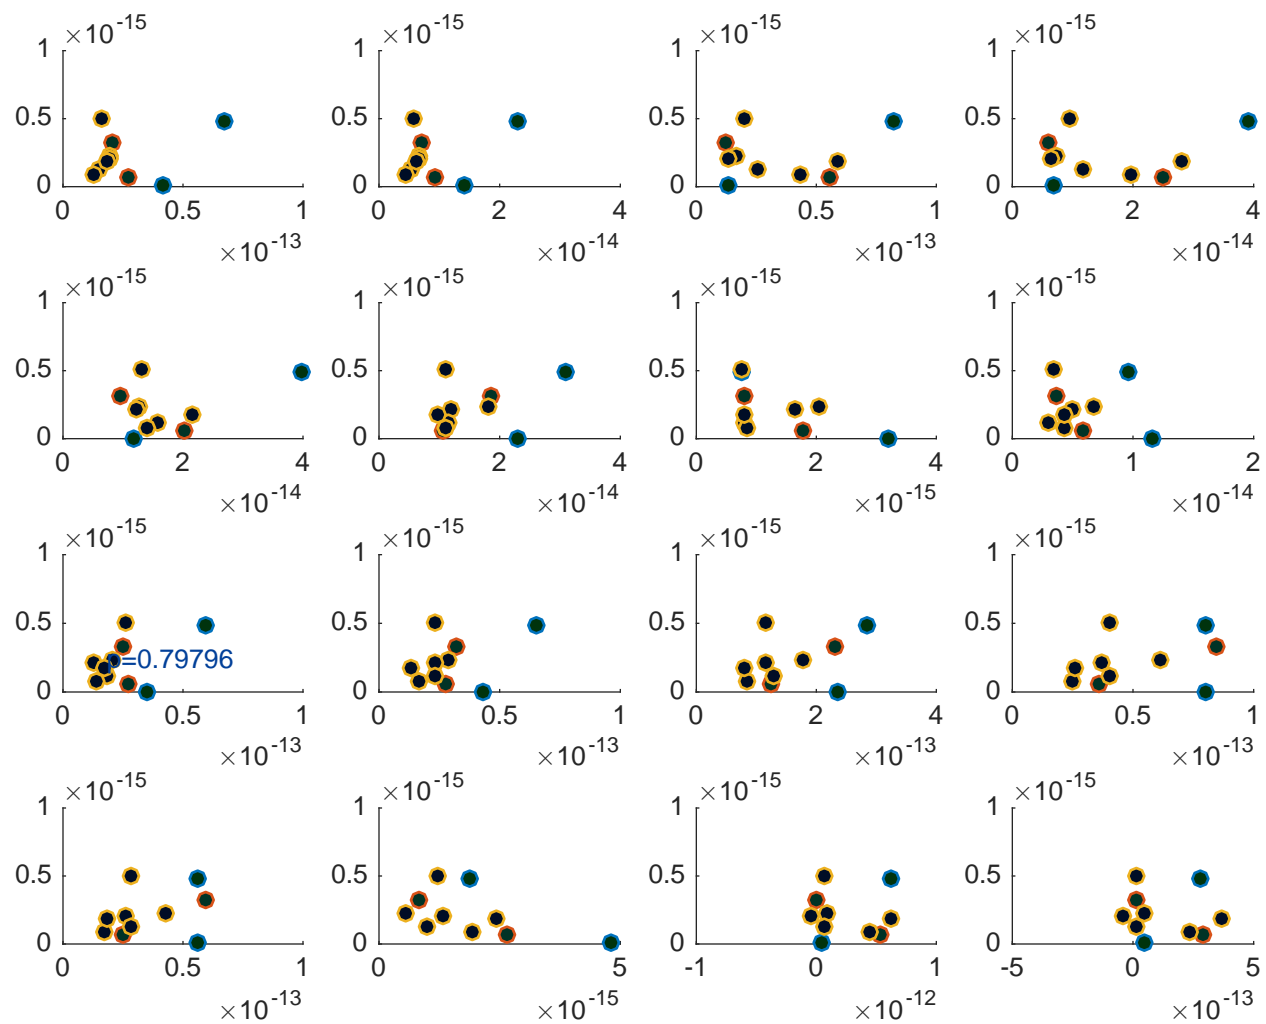 ×10-15 ×10-15 ×10-15 ×10-15
1 1 1 1
0.5 0.5 0.5 0.5
0 0 0 0
0 0.5 1 0 2 4 0 0.5 1 0 2 4
×10-13 ×10-14 ×10-13 ×10-14
×10-15 ×10-15 ×10-15 ×10-15
1 1 1 1
0.5 0.5 0.5 0.5
0 0 0 0
0 2 4 0 2 4 0 2 4 0 1 2
×10-14 ×10-14 ×10-15 ×10-14
×10-15 ×10-15 ×10-15 ×10-15
1 1 1 1
0.5 0.5 0.5 0.5
=0.79796
0 0 0 0
0 0.5 1 0 0.5 1 0 2 4 0 0.5 1
×10-13 ×10-13 ×10-13 ×10-13
×10-15 ×10-15 ×10-15 ×10-15
1 1 1 1
0.5 0.5 0.5 0.5
0 0 0 0
0 0.5 1 0 5 -1 0 1 -5 0 5
×10-13 ×10-15 ×10-12 ×10-13